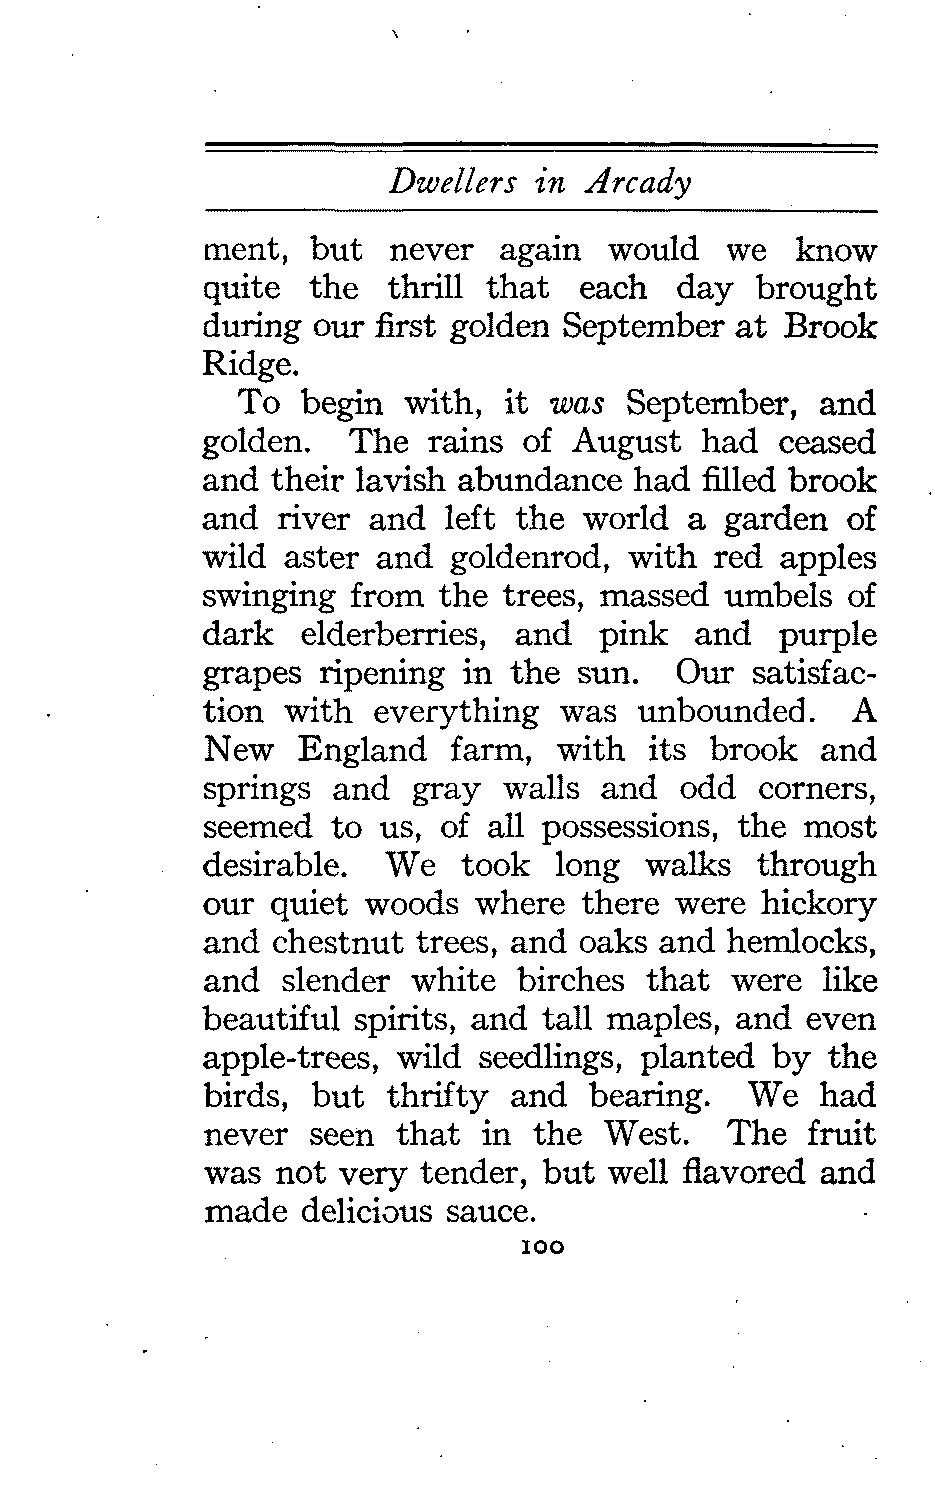 Dwellers in Arcady
ment, but never again would we know
quite the thrill that each day brought
during our first golden September at Brook
Ridge.
To begin with, it was September, and
golden. The rains of August had ceased
and their lavish abundance had filled brook
and river and left the world a garden of
wild aster and goldenrod, with red apples
swinging from the trees, massed umbels of
dark elderberries, and pink and purple
grapes ripening in the sun. Our satisfac-
tion with everything was unbounded. A
New England farm, with its brook and
springs and gray walls and odd corners,
seemed to us, of all possessions, the most
desirable. We took long walks through
our quiet woods where there were hickory
and chestnut trees, and oaks and hemlocks,
and slender white birches that were like
beautiful spirits, and tall maples, and even
apple-trees, wild seedlings, planted by the
birds, but thrifty and bearing. We had
never seen that in the West. The fruit
was not very tender, but well flavored and
made delicious sauce.
100